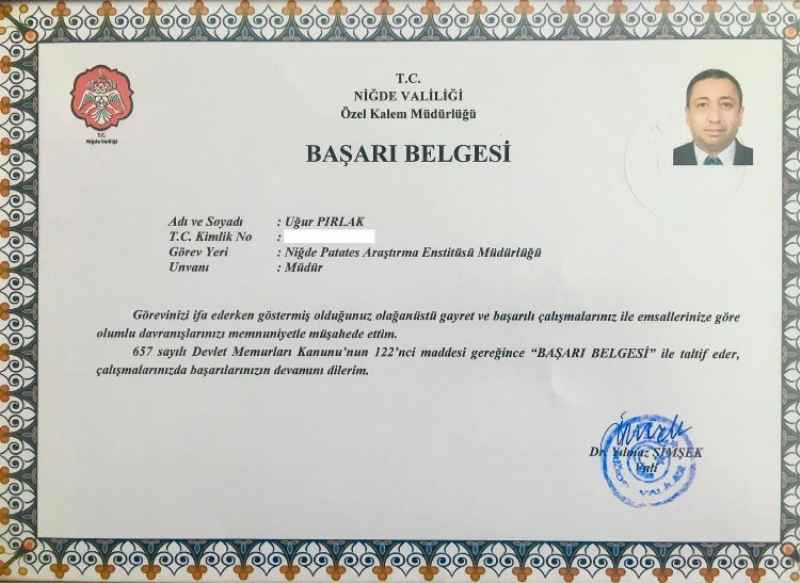 T.C.
NİĞDE VALİLİĞİ
Özel Kalem Müdürlüğü
T.C.
Niğde Valiliği
BAŞARI BELGESİ
Adı ve Soyadı : Uğur PIRLAK
T.C. Kimlik No :
Görev Yeri : Niğde Patates Araştırma Enstitüsü Müdürlüğü
Unvanı : Müdür
Görevinizi ifa ederken göstermiş olduğunuz olağanüstü gayret ve başarılı çalışmalarınız ile emsallerinize göre
olumlu davranışlarınızı memnuniyetle müşahede ettim.
657 sayılı Devlet Memurları Kanunu’nun 122’nci maddesi gereğince “BAŞARI BELGESİ” ile taltif eder,
çalışmalarınızda başarılarınızın devamını dilerim.
Dr. Yılmaz ŞİMŞEK
Vali